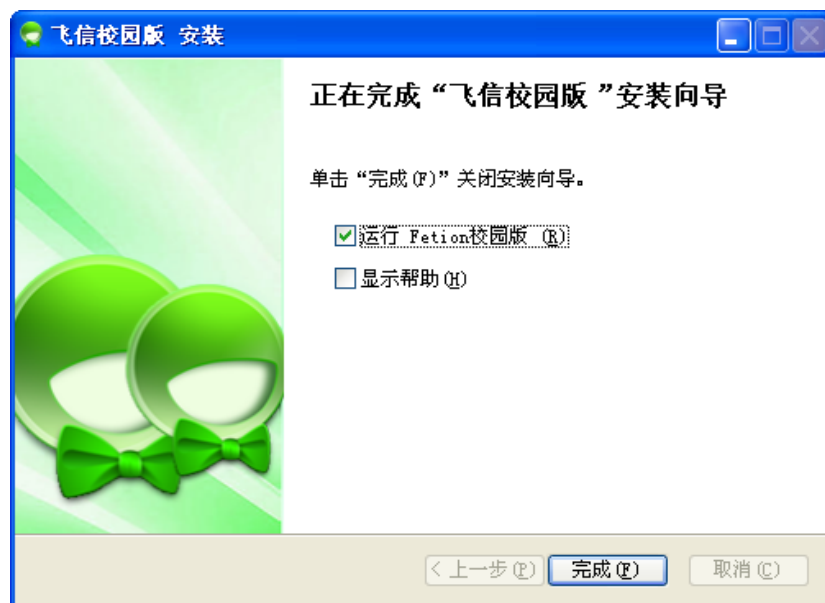 飞信校园版 安装
正在完成“飞信校园版 ”安装向导
单击“完成(F)”关闭安装向导。
运行 Fetion校园版 (R)
显示帮助(H)
< 上一步(P) 完成(F) 取消(C)